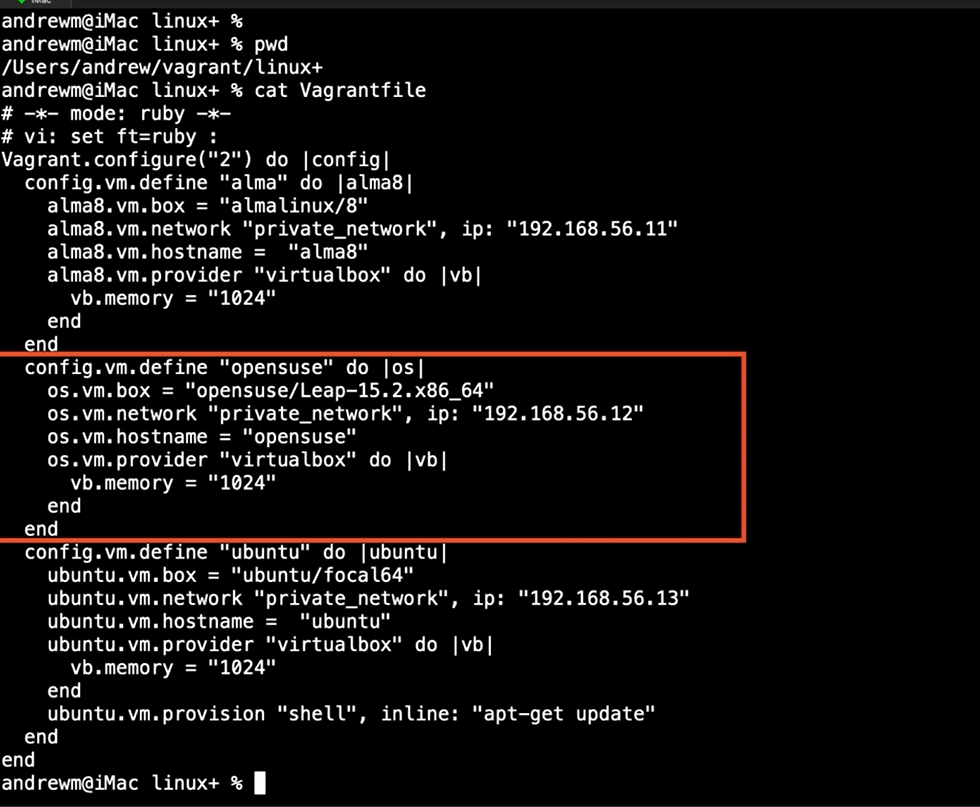 iMac
andrewm@iMac linux+ %
andrewm@iMac linux+ % pwd
/Users/andrew/vagrant/linux+
andrewm@iMac linux+ % cat Vagrantfile
# -*- mode: ruby -*-
# vi: set ft=ruby :
Vagrant.configure("2") do |config|
  config.vm.define "alma" do |alma8|
    alma8.vm.box = "almalinux/8"
    alma8.vm.network "private_network", ip: "192.168.56.11"
    alma8.vm.hostname =  "alma8"
    alma8.vm.provider "virtualbox" do |vb|
      vb.memory = "1024"
    end
  end
  config.vm.define "opensuse" do |os|
    os.vm.box = "opensuse/Leap-15.2.x86_64"
    os.vm.network "private_network", ip: "192.168.56.12"
    os.vm.hostname = "opensuse"
    os.vm.provider "virtualbox" do |vb|
      vb.memory = "1024"
    end
  end
  config.vm.define "ubuntu" do |ubuntu|
    ubuntu.vm.box = "ubuntu/focal64"
    ubuntu.vm.network "private_network", ip: "192.168.56.13"
    ubuntu.vm.hostname =  "ubuntu"
    ubuntu.vm.provider "virtualbox" do |vb|
      vb.memory = "1024"
    end
    ubuntu.vm.provision "shell", inline: "apt-get update"
  end
end
andrewm@iMac linux+ %